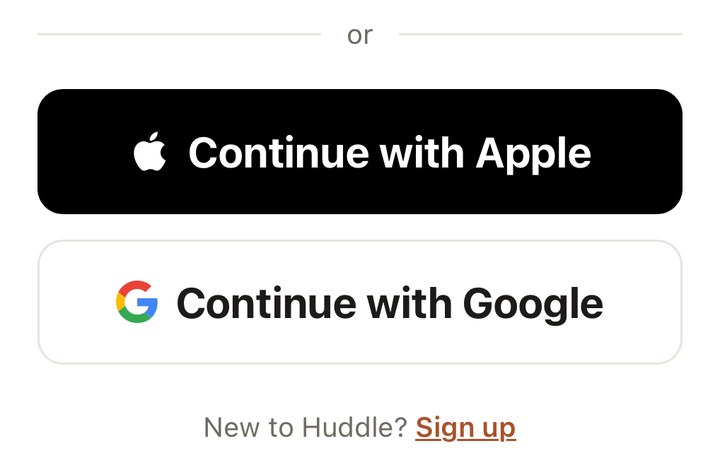 or
Continue with Apple
Continue with Google
New to Huddle? Sign up